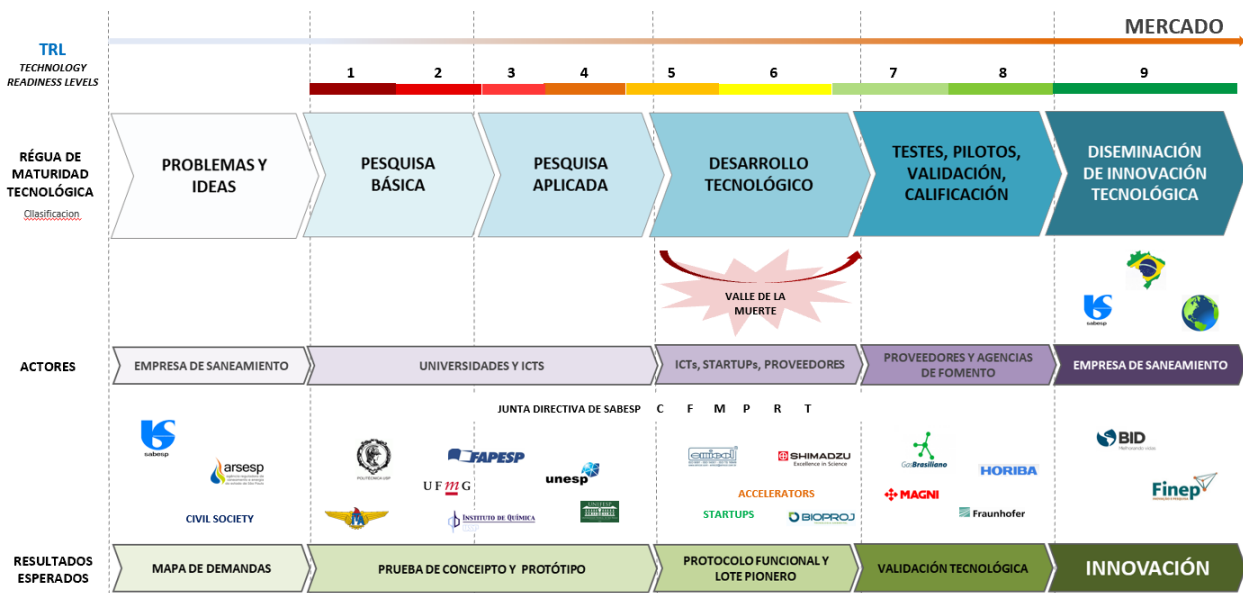 MERCADO
TRL
TECHNOLOGY
READINESS LEVELS
1 2 3 4 5 6 7 8 9
RÉGUA DE
MATURIDAD
TECNOLÓGICA
Cllasificacion
PROBLEMAS Y
IDEAS
PESQUISA
BÁSICA
PESQUISA
APLICADA
DESARROLLO
TECNOLÓGICO
TESTES, PILOTOS,
VALIDACIÓN,
CALIFICACIÓN
DISEMINACIÓN
DE INNOVACIÓN
TECNOLÓGICA
VALLE DE LA
MUERTE
sabesp
ACTORES
EMPRESA DE SANEAMIENTO
UNIVERSIDADES Y ICTS
ICTs, STARTUPs, PROVEEDORES
PROVEEDORES Y AGENCIAS
DE FOMENTO
EMPRESA DE SANEAMIENTO
JUNTA DIRECTIVA DE SABESP C F M P R T
sabesp
arsesp
CIVIL SOCIETY
POLITÉCNICA USP
FAPESP
UFmG
unesp
INSTITUTO DE QUÍMICA
UNIFESP
SHIMADZU
Excellence in Science
ACCELERATORS
STARTUPS
BIOPROJ
GasBrasiliano
HORIBA
MAGNI
Fraunhofer
BID
Finep
RESULTADOS
ESPERADOS
MAPA DE DEMANDAS
PRUEBA DE CONCEIPTO Y PROTÓTIPO
PROTOCOLO FUNCIONAL Y
LOTE PIONERO
VALIDACIÓN TECNOLÓGICA
INNOVACIÓN